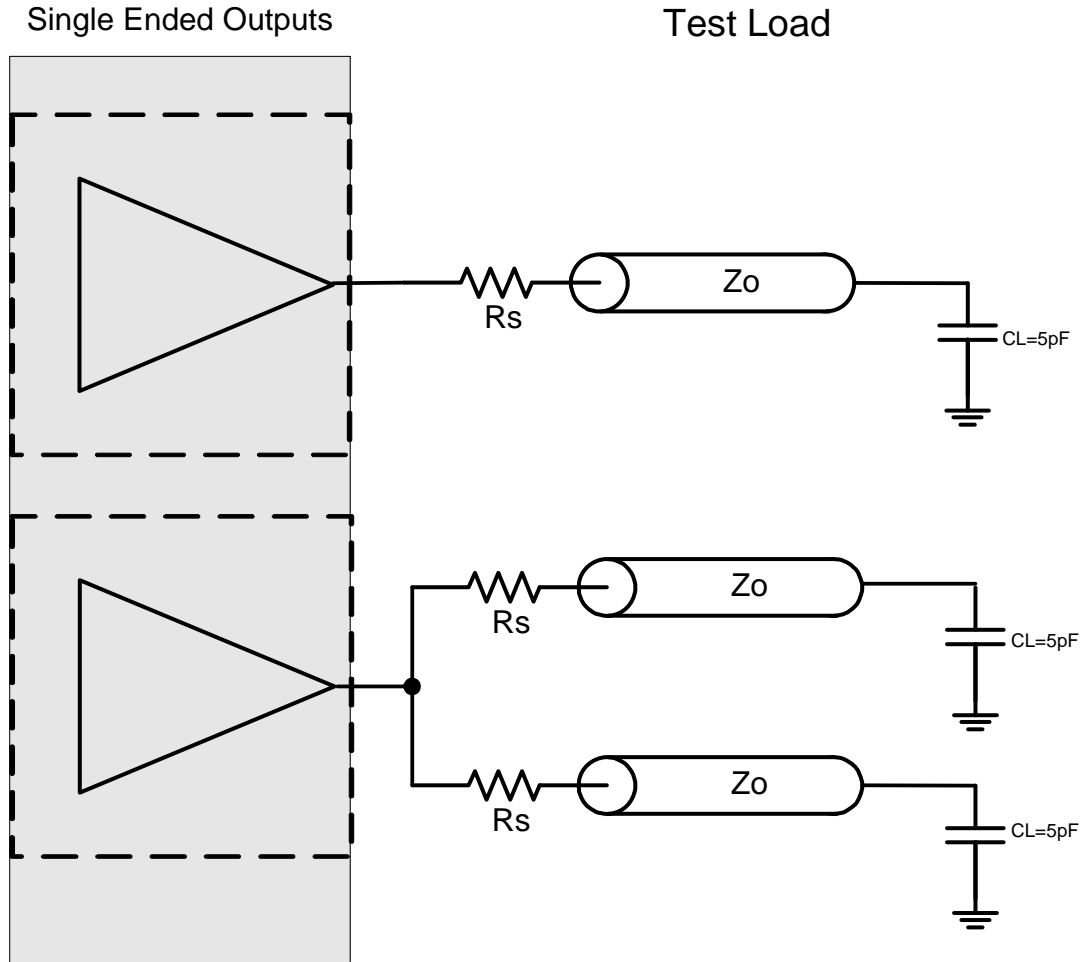 Single Ended Outputs
Test Load
Zo
Rs
CL=5pF
Zo
Rs
CL=5pF
Zo
Rs
CL=5pF